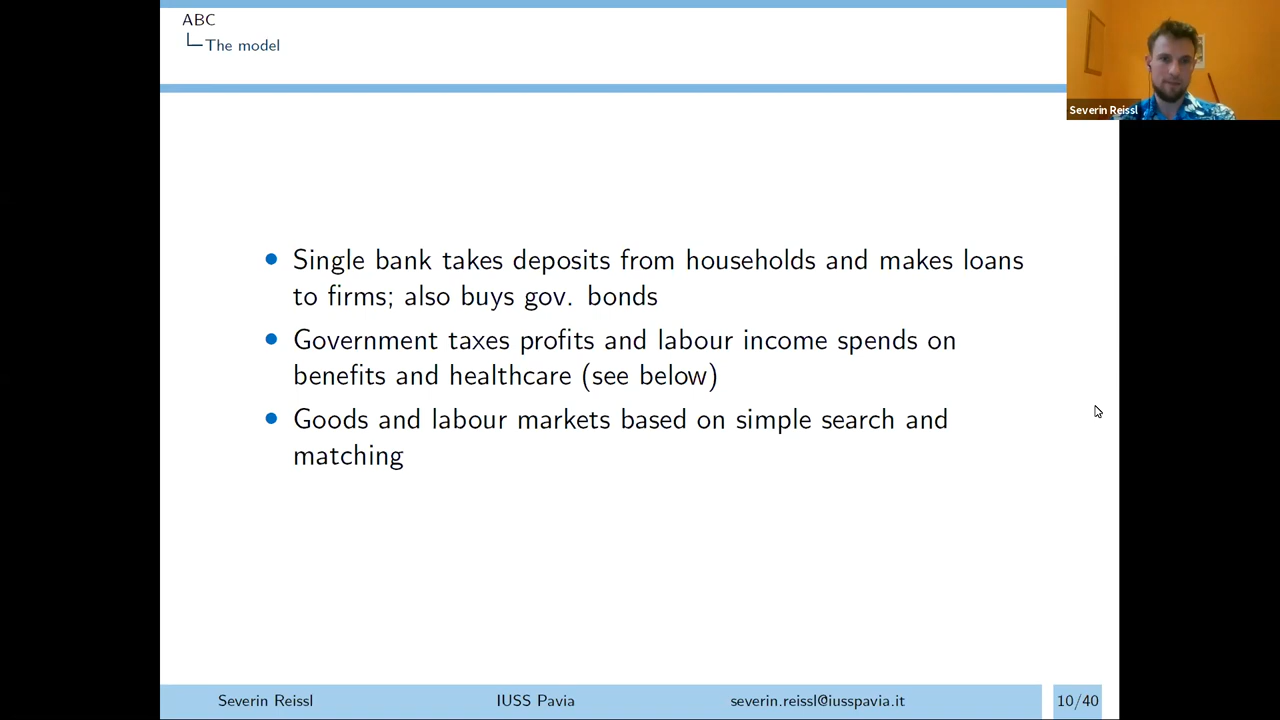 ABC
The model
Severin Reissl
Single bank takes deposits from households and makes loans
to firms; also buys gov. bonds
Government taxes profits and labour income spends on
benefits and healthcare (see below)
Goods and labour markets based on simple search and
matching
Severin Reissl
IUSS Pavia
severin.reissl@iusspavia.it
10/40